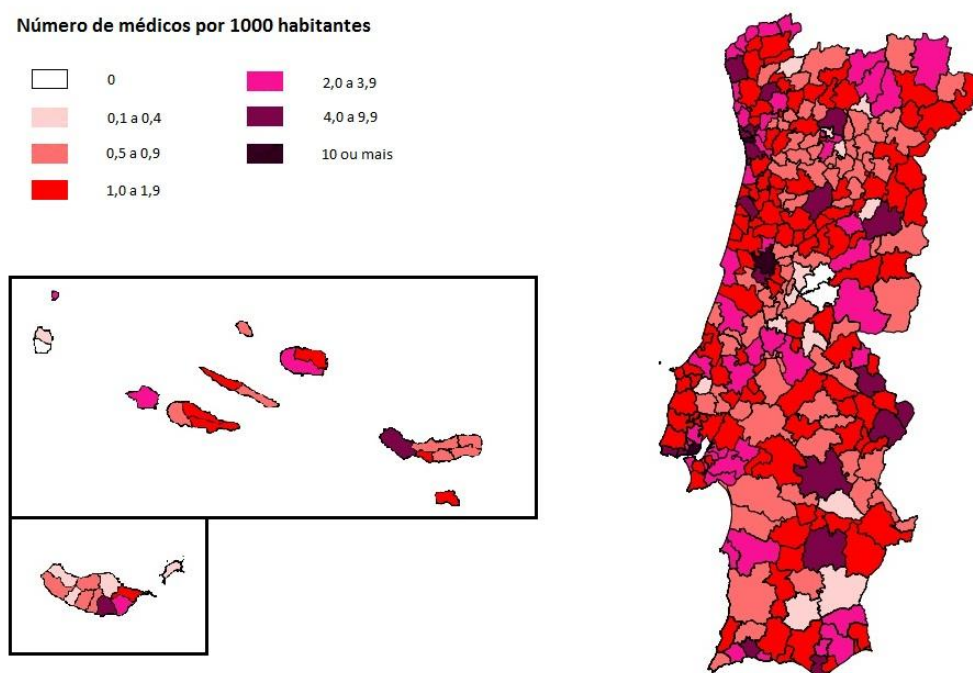 Número de médicos por 1000 habitantes
0
0,1 a 0,4
0,5 a 0,9
1,0 a 1,9
2,0 a 3,9
4,0 a 9,9
10 ou mais